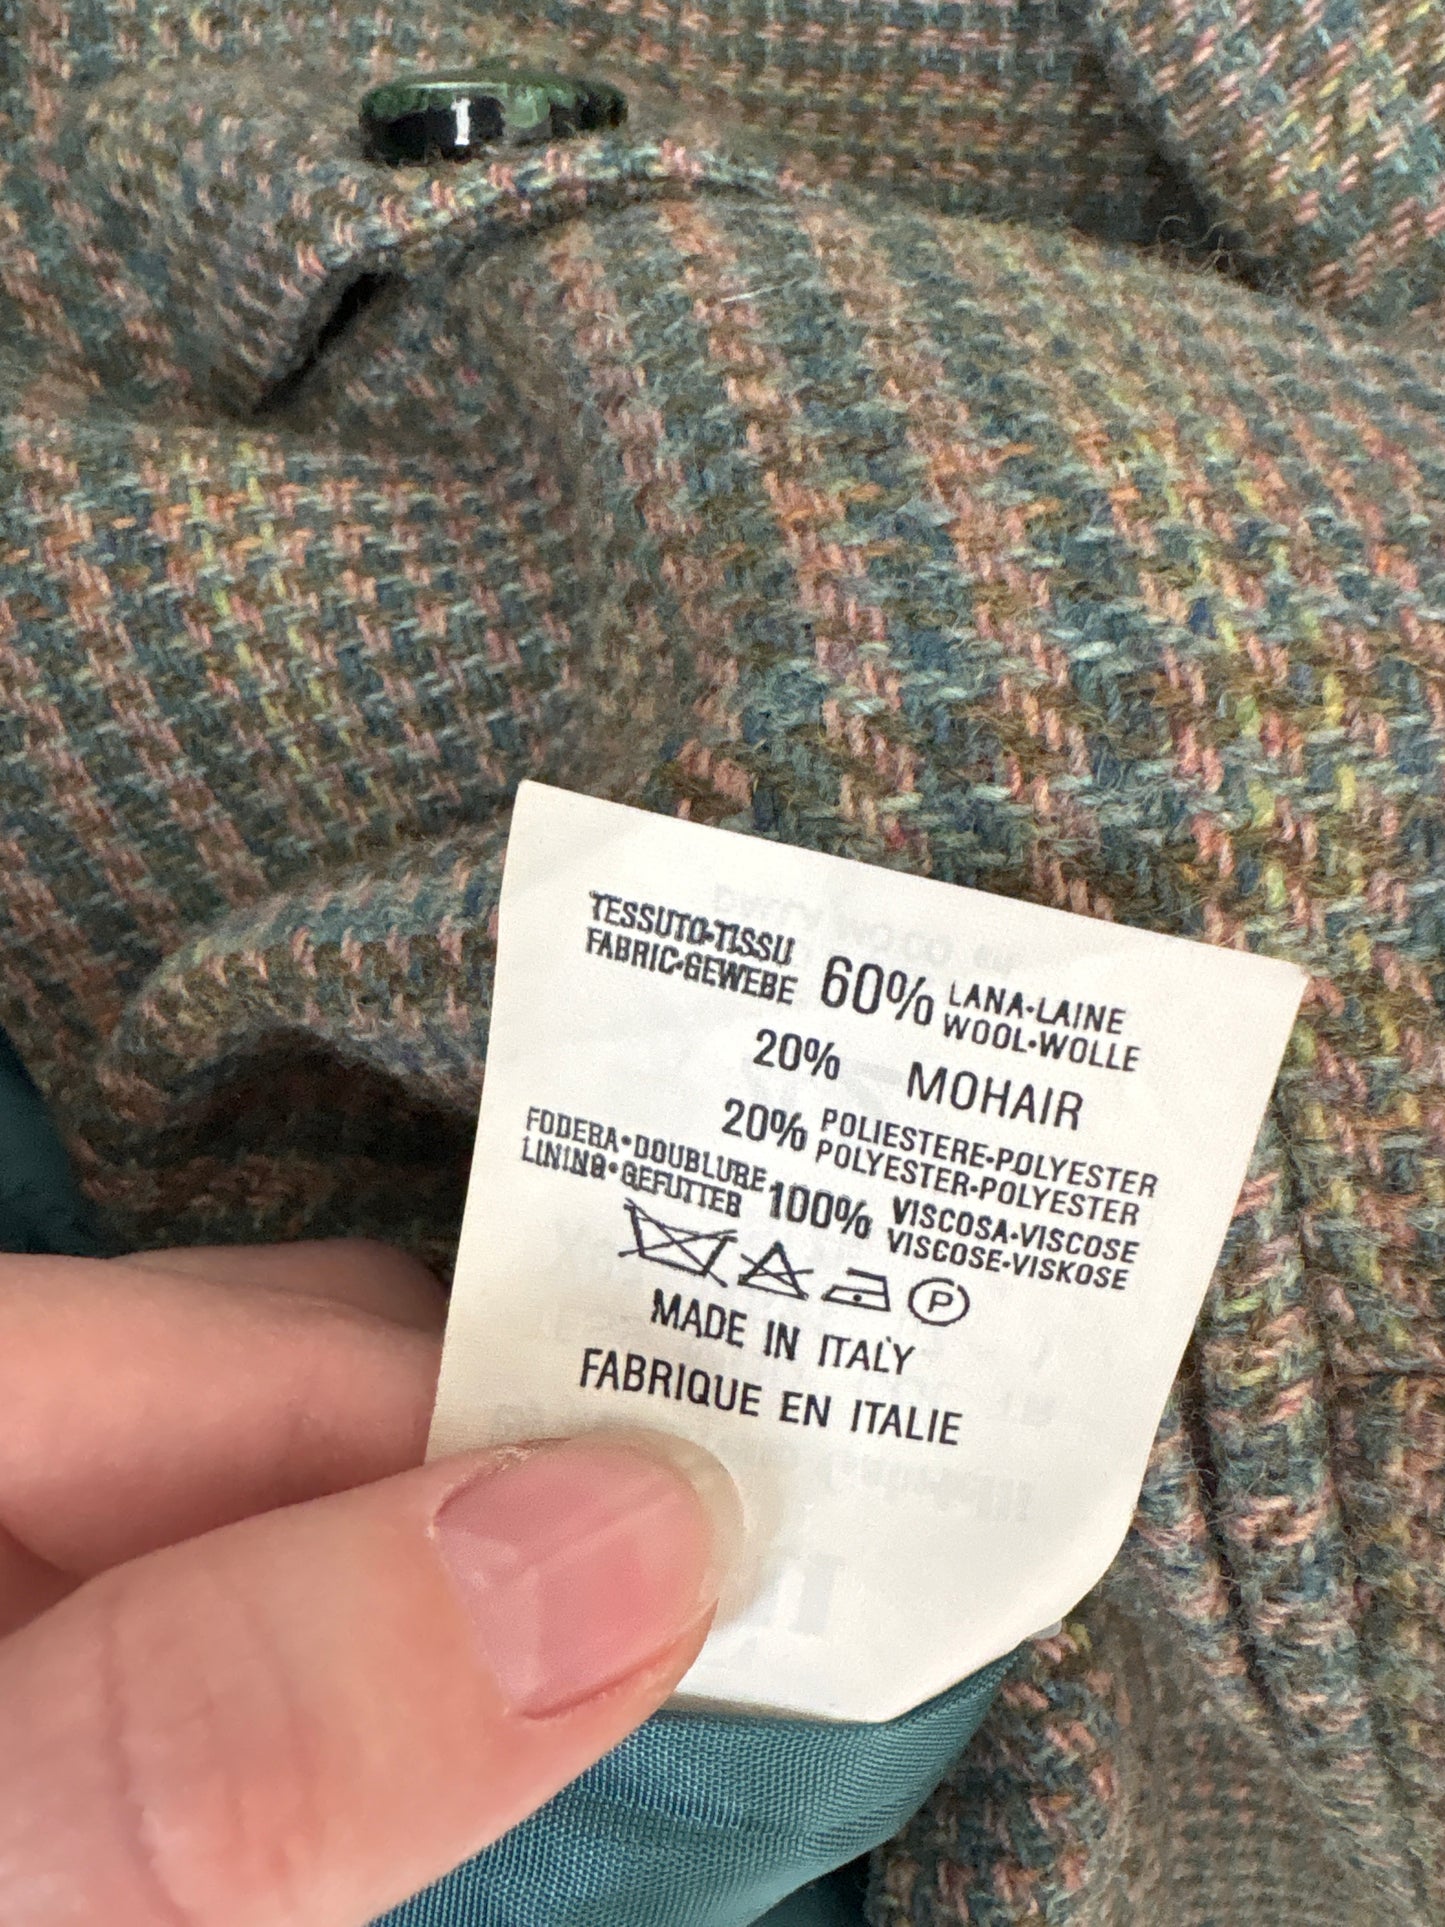 TESSUTO•TISSU
FABRIC•GEWEBE
60% LANA•LAINE
WOOL•WOLLE
20% MOHAIR
20% POLIESTERE•POLYESTER
POLYESTER•POLYESTER
FODERA•DOUBLURE
LINING•GEFUTTEB
100% VISCOSA•VISCOSE
VISCOSE•VISKOSE
P
MADE IN ITALY
FABRIQUE EN ITALIE